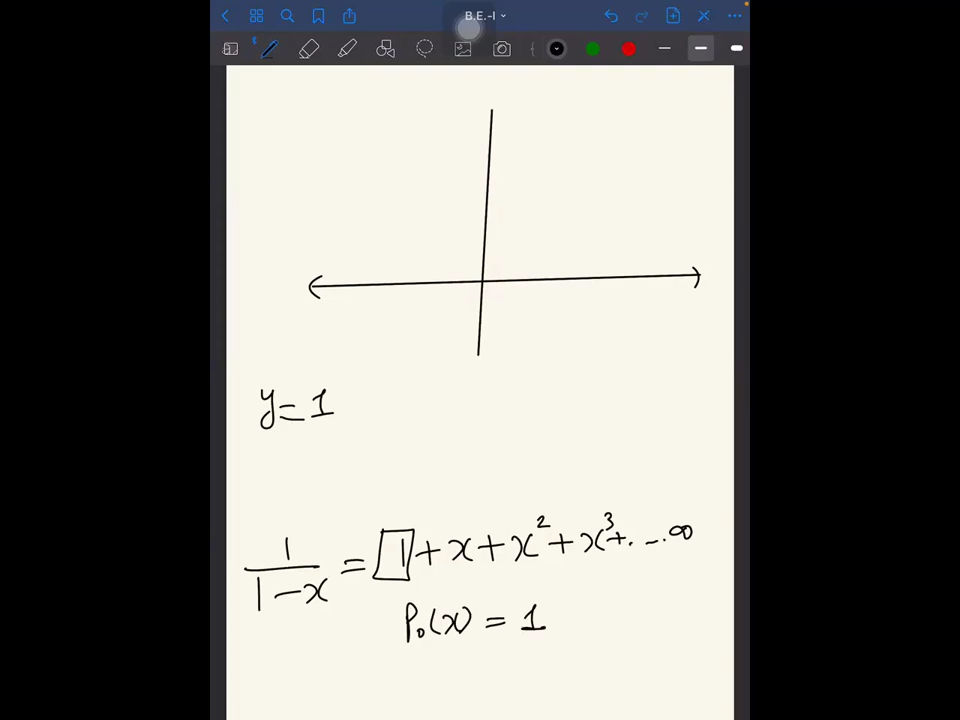 B.E.-I
y=1
1/(1-x) = 1+x+x²+x³+. -..∞
P₀(x) = 1